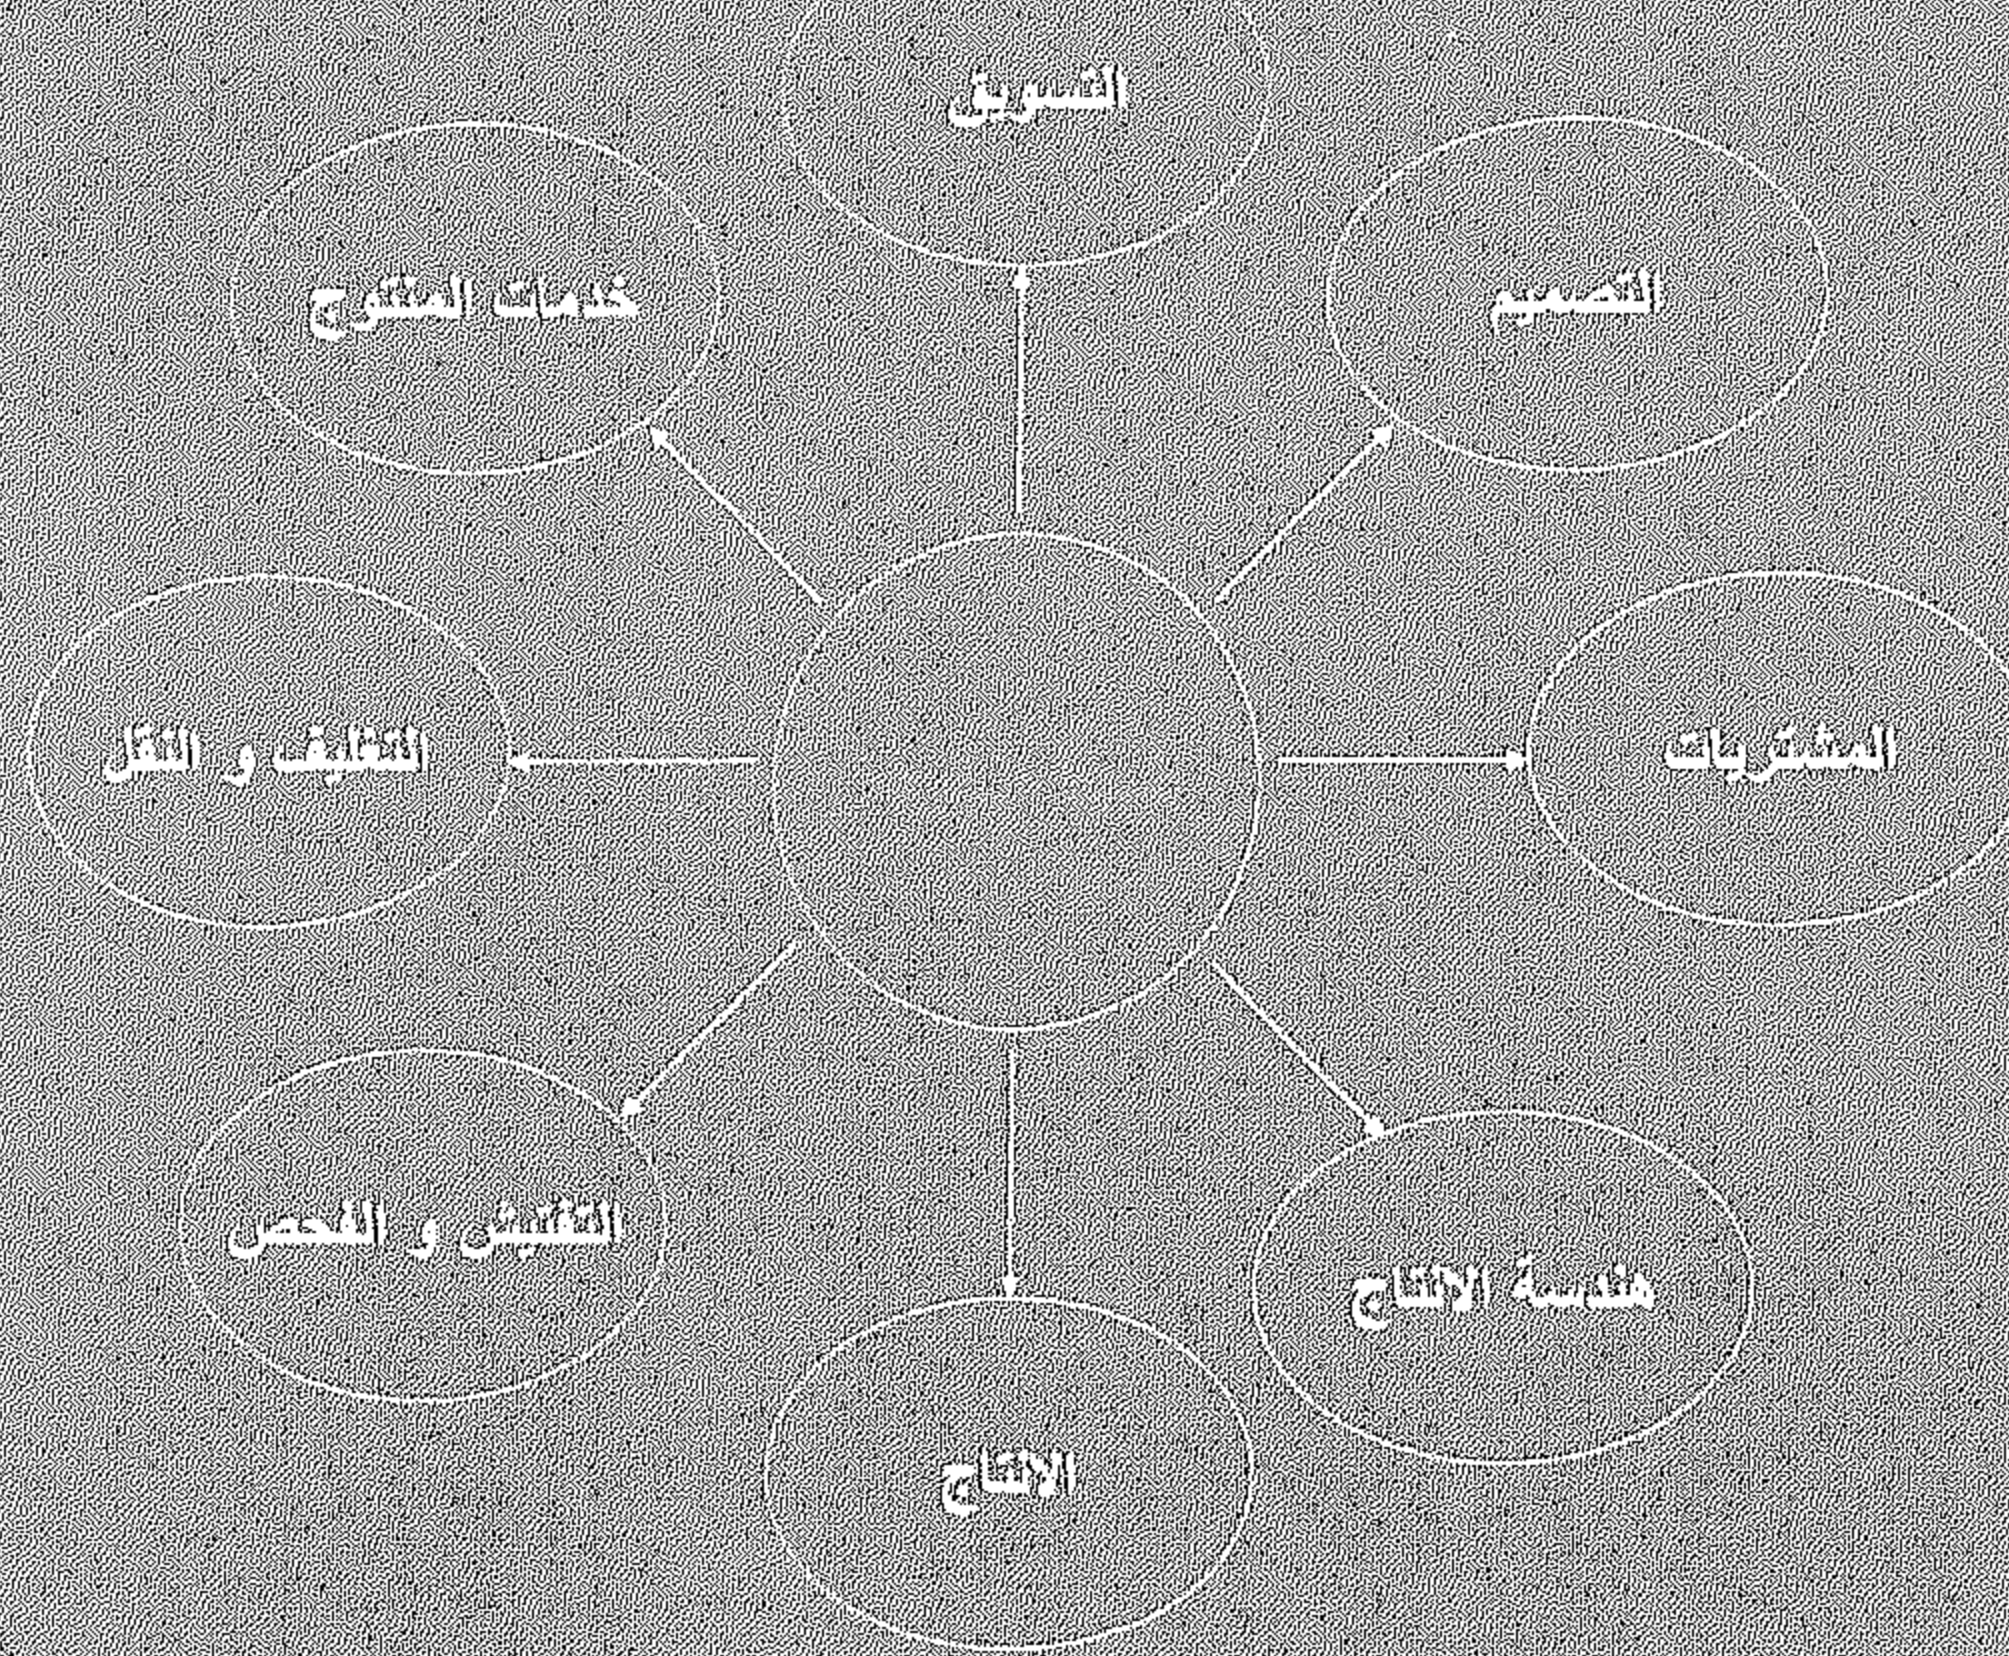 التسويق
التصميم
خدمات المنتوج
المشتريات
التغليف و النقل
هندسة الانتاج
التفتيش و الفحص
الانتاج